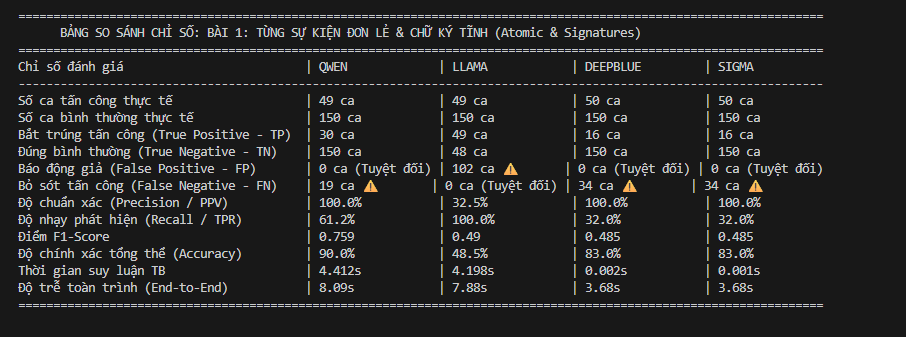 ================================================================================
BẢNG SO SÁNH CHỈ SỐ: BÀI 1: TỪNG SỰ KIỆN ĐƠN LẺ & CHỮ KÝ TĨNH (Atomic & Signatures)
================================================================================
Chỉ số đánh giá | QWEN | LLAMA | DEEPBLUE | SIGMA
--------------------------------------------------------------------------------
Số ca tấn công thực tế | 49 ca | 49 ca | 50 ca | 50 ca
Số ca bình thường thực tế | 150 ca | 150 ca | 150 ca | 150 ca
Bắt trúng tấn công (True Positive - TP) | 30 ca | 49 ca | 16 ca | 16 ca
Đúng bình thường (True Negative - TN) | 150 ca | 48 ca | 150 ca | 150 ca
Báo động giả (False Positive - FP) | 0 ca (Tuyệt đối) | 102 ca ⚠️ | 0 ca (Tuyệt đối) | 0 ca (Tuyệt đối)
Bỏ sót tấn công (False Negative - FN) | 19 ca ⚠️ | 0 ca (Tuyệt đối) | 34 ca ⚠️ | 34 ca ⚠️
Độ chuẩn xác (Precision / PPV) | 100.0% | 32.5% | 100.0% | 100.0%
Độ nhạy phát hiện (Recall / TPR) | 61.2% | 100.0% | 32.0% | 32.0%
Điểm F1-Score | 0.759 | 0.49 | 0.485 | 0.485
Độ chính xác tổng thể (Accuracy) | 90.0% | 48.5% | 83.0% | 83.0%
Thời gian suy luận TB | 4.412s | 4.198s | 0.002s | 0.001s
Độ trễ toàn trình (End-to-End) | 8.09s | 7.88s | 3.68s | 3.68s
================================================================================